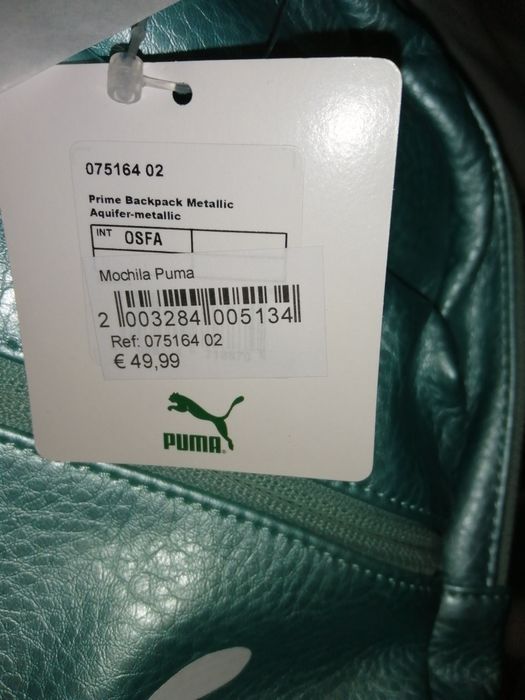 075164 02
Prime Backpack Metallic
Aquifer-metallic
INT OSFA
Mochila Puma
2 003284 005134
Ref: 075164 02
€ 49,99
PUMA